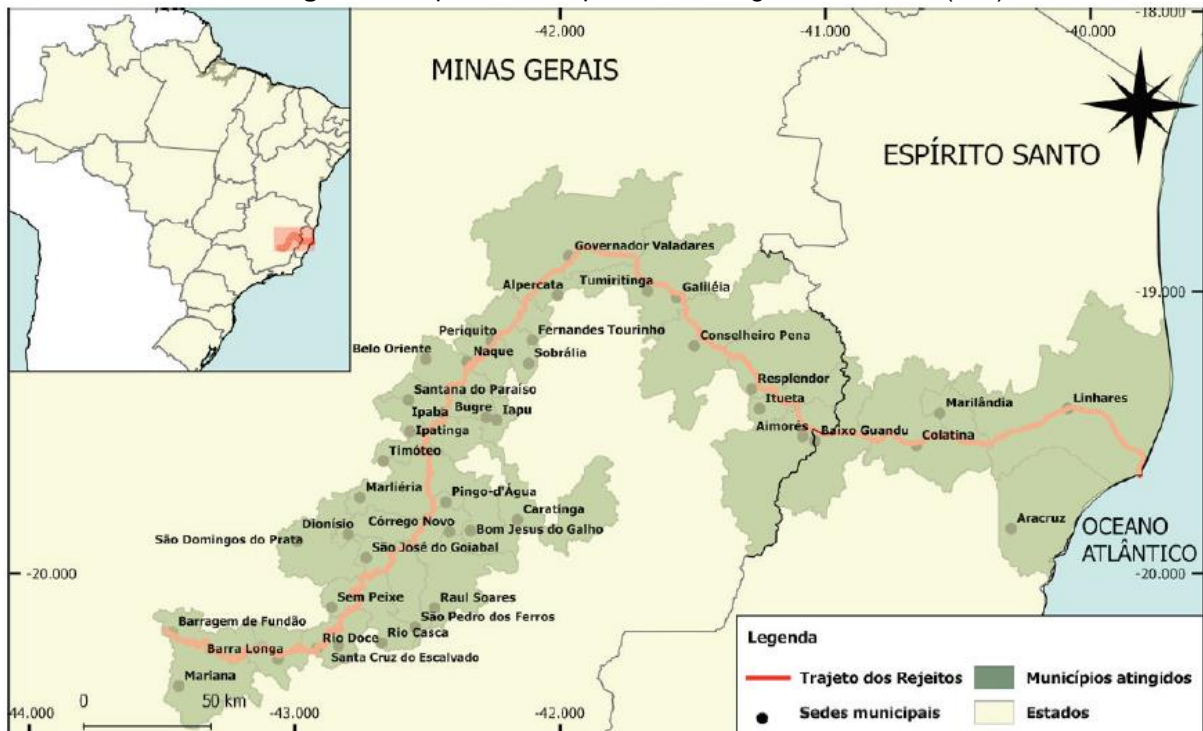 -42.000
-41.000
-40.000
-18.000
MINAS GERAIS
ESPÍRITO SANTO
Governador Valadares
Alpercata
Tumiritinga
Galiléia
-19.000
Periquito
Fernandes Tourinho
Conselheiro Pena
Belo Oriente
Naque
Sobrália
Santana do Paraíso
Resplendor
Itueta
Marilândia
Linhares
Ipaba
Bugre
Iapu
Ipatinga
Aimorés
Baixo Guandu
Colatina
Timóteo
Marliéria
Pingo-d'Água
Caratinga
Dionísio
Córrego Novo
Bom Jesus do Galho
Aracruz
OCEANO
ATLÂNTICO
São Domingos do Prata
São José do Goiabal
-20.000
-20.000
Sem Peixe
Raul Soares
São Pedro dos Ferros
Barragem de Fundão
Rio Doce
Rio Casca
Barra Longa
Santa Cruz do Escalvado
Mariana
Legenda
Trajeto dos Rejeitos
Municípios atingidos
Sedes municipais
Estados
0
50 km
-44.000
-43.000
-42.000